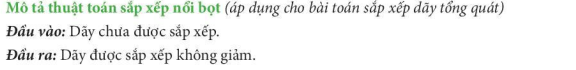 Mô tả thuật toán sắp xếp nổi bọt (áp dụng cho bài toán sắp xếp dãy tổng quát)
Đầu vào: Dãy chưa được sắp xếp.
Đầu ra: Dãy được sắp xếp không giảm.